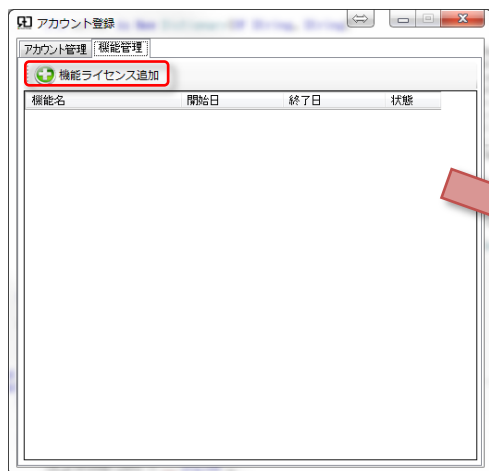 アカウント登録
アカウント管理 機能管理
機能ライセンス追加
機能名 開始日 終了日 状態